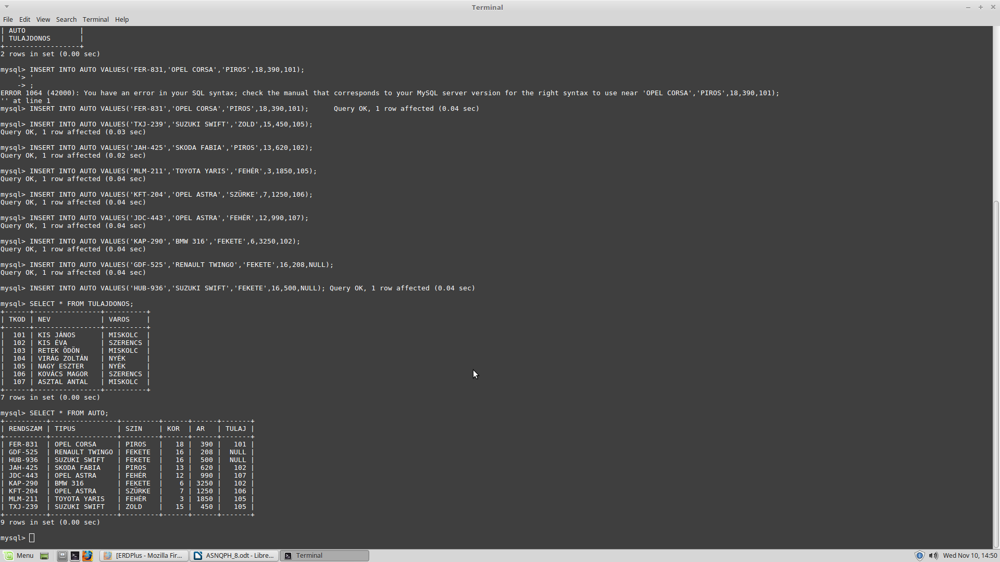 Terminal
File Edit View Search Terminal Help
| AUTO             |
| TULAJDONOS       |
+------------------+
2 rows in set (0.00 sec)
mysql> INSERT INTO AUTO VALUES('FER-831,'OPEL CORSA','PIROS',18,390,101);
    '> '
    -> ;
ERROR 1064 (42000): You have an error in your SQL syntax; check the manual that corresponds to your MySQL server version for the right syntax to use near 'OPEL CORSA','PIROS',18,390,101);
'' at line 1
mysql> INSERT INTO AUTO VALUES('FER-831','OPEL CORSA','PIROS',18,390,101);      Query OK, 1 row affected (0.04 sec)
mysql> INSERT INTO AUTO VALUES('TXJ-239','SUZUKI SWIFT','ZOLD',15,450,105);
Query OK, 1 row affected (0.03 sec)
mysql> INSERT INTO AUTO VALUES('JAH-425','SKODA FABIA','PIROS',13,620,102);
Query OK, 1 row affected (0.02 sec)
mysql> INSERT INTO AUTO VALUES('MLM-211','TOYOTA YARIS','FEHÉR',3,1850,105);
Query OK, 1 row affected (0.04 sec)
mysql> INSERT INTO AUTO VALUES('KFT-204','OPEL ASTRA','SZÜRKE',7,1250,106);
Query OK, 1 row affected (0.04 sec)
mysql> INSERT INTO AUTO VALUES('JDC-443','OPEL ASTRA','FEHÉR',12,990,107);
Query OK, 1 row affected (0.04 sec)
mysql> INSERT INTO AUTO VALUES('KAP-290','BMW 316','FEKETE',6,3250,102);
Query OK, 1 row affected (0.04 sec)
mysql> INSERT INTO AUTO VALUES('GDF-525','RENAULT TWINGO','FEKETE',16,208,NULL);
Query OK, 1 row affected (0.04 sec)
mysql> INSERT INTO AUTO VALUES('HUB-936','SUZUKI SWIFT','FEKETE',16,500,NULL); Query OK, 1 row affected (0.04 sec)
mysql> SELECT * FROM TULAJDONOS;
+------+----------------+----------+
| TKOD | NEV            | VAROS    |
+------+----------------+----------+
|  101 | KIS JÁNOS      | MISKOLC  |
|  102 | KIS ÉVA        | SZERENCS |
|  103 | RETEK ÖDÖN     | MISKOLC  |
|  104 | VIRÁG ZOLTÁN   | NYÉK     |
|  105 | NAGY ESZTER    | NYÉK     |
|  106 | KOVÁCS MAGOR   | SZERENCS |
|  107 | ASZTAL ANTAL   | MISKOLC  |
+------+----------------+----------+
7 rows in set (0.00 sec)
mysql> SELECT * FROM AUTO;
+----------+----------------+---------+------+------+-------+
| RENDSZAM | TIPUS          | SZIN    | KOR  | AR   | TULAJ |
+----------+----------------+---------+------+------+-------+
| FER-831  | OPEL CORSA     | PIROS   |   18 |  390 |   101 |
| GDF-525  | RENAULT TWINGO | FEKETE  |   16 |  208 |  NULL |
| HUB-936  | SUZUKI SWIFT   | FEKETE  |   16 |  500 |  NULL |
| JAH-425  | SKODA FABIA    | PIROS   |   13 |  620 |   102 |
| JDC-443  | OPEL ASTRA     | FEHÉR   |   12 |  990 |   107 |
| KAP-290  | BMW 316        | FEKETE  |    6 | 3250 |   102 |
| KFT-204  | OPEL ASTRA     | SZÜRKE  |    7 | 1250 |   106 |
| MLM-211  | TOYOTA YARIS   | FEHÉR   |    3 | 1850 |   105 |
| TXJ-239  | SUZUKI SWIFT   | ZOLD    |   15 |  450 |   105 |
+----------+----------------+---------+------+------+-------+
9 rows in set (0.00 sec)
mysql>
Menu [ERDPlus - Mozilla Fir... ASNQPH_8.odt - Libre... Terminal Wed Nov 10, 14:50